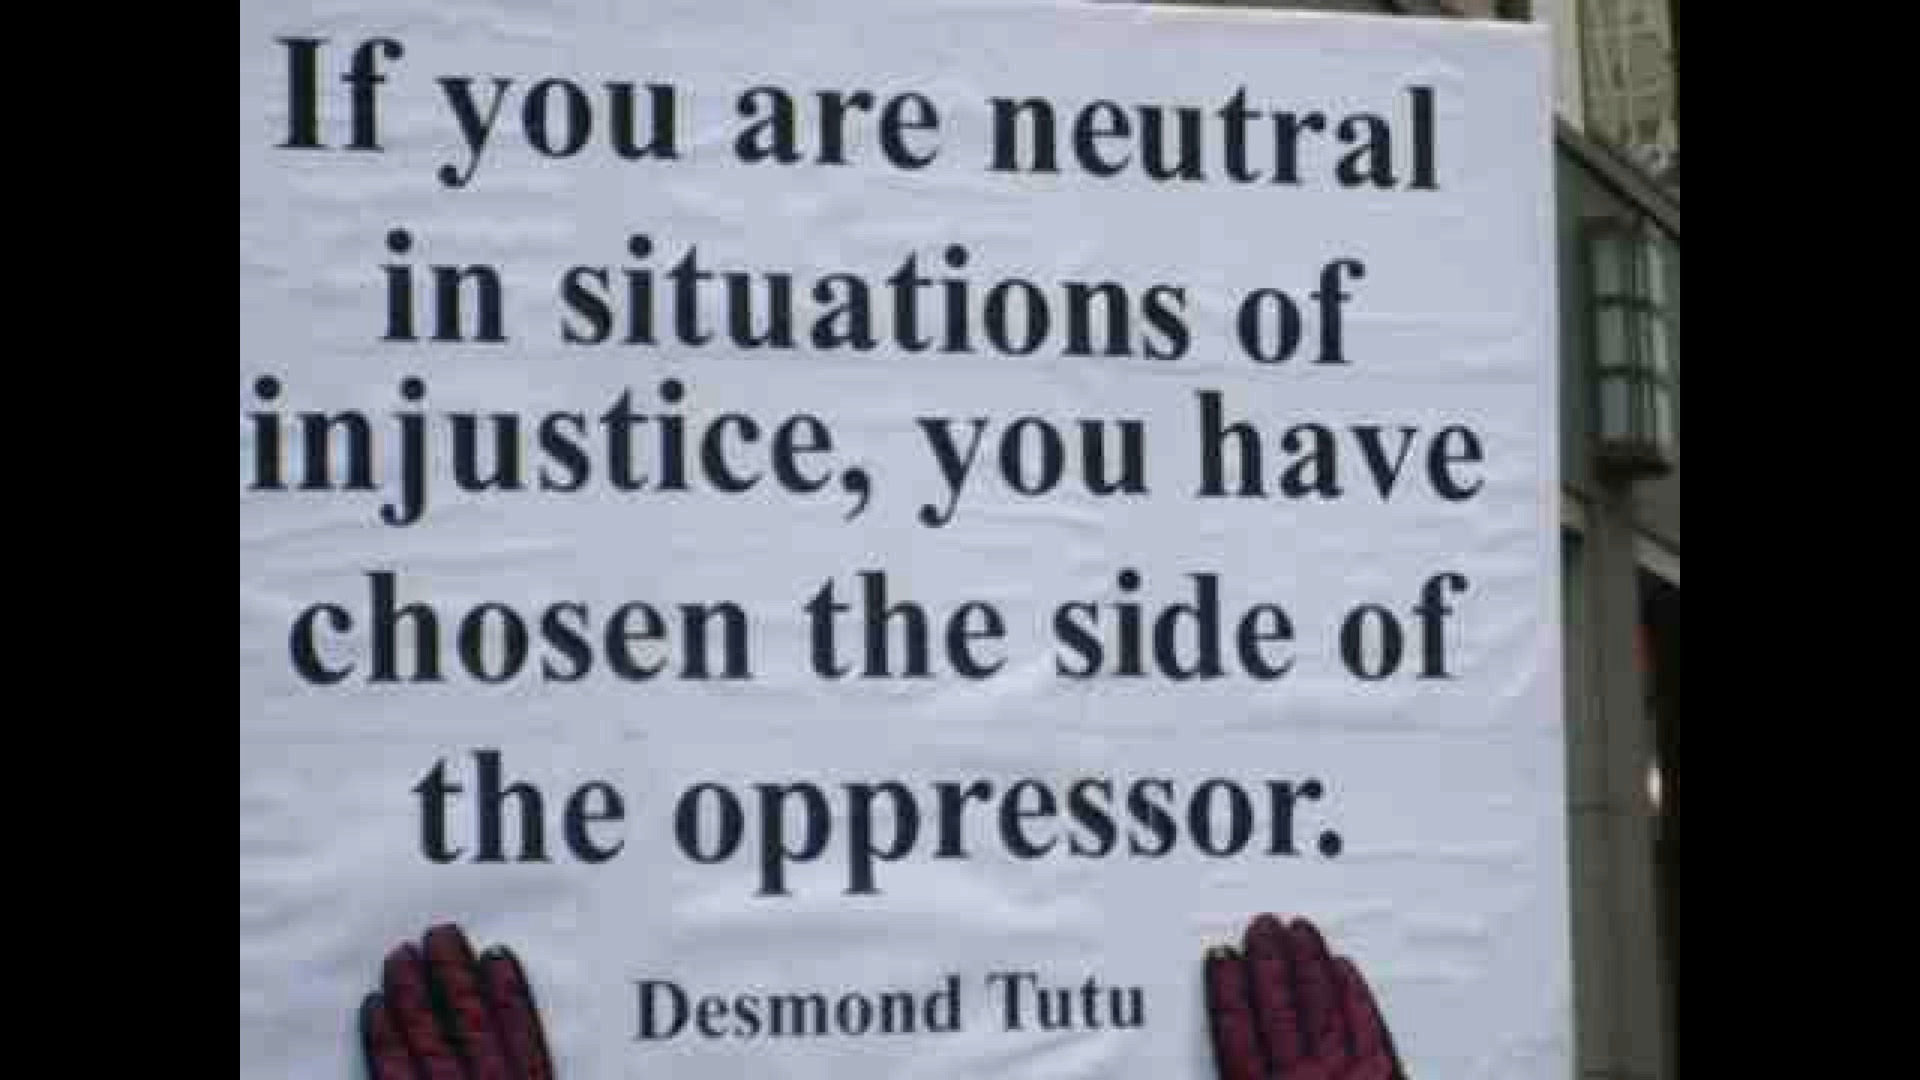 If you are neutral
in situations of
injustice, you have
chosen the side of
the oppressor.
Desmond Tutu